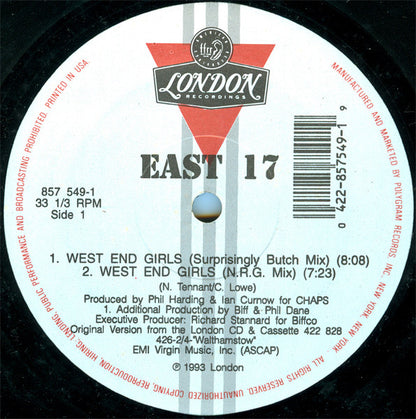 LONDON
RECORDINGS
EAST 17
857 549-1
33 1/3 RPM
Side 1
0 422-857549-1 9
1. WEST END GIRLS (Surprisingly Butch Mix) (8:08)
2. WEST END GIRLS (N.R.G. Mix) (7:23)
(N. Tennant/C. Lowe)
Produced by Phil Harding & Ian Curnow for CHAPS
1. Additional Production by Biff & Phil Dane
Executive Producer: Richard Stannard for Biffco
Original Version from the London CD & Cassette 422 828
426-2/4-"Walthamstow"
EMI Virgin Music, Inc. (ASCAP)
℗ 1993 London
MANUFACTURED AND MARKETED BY POLYGRAM RECORDS, INC. NEW YORK, NEW YORK. ALL RIGHTS RESERVED. UNAUTHORIZED COPYING, REPRODUCTION, HIRING, LENDING, PUBLIC PERFORMANCE AND BROADCASTING PROHIBITED. PRINTED IN USA